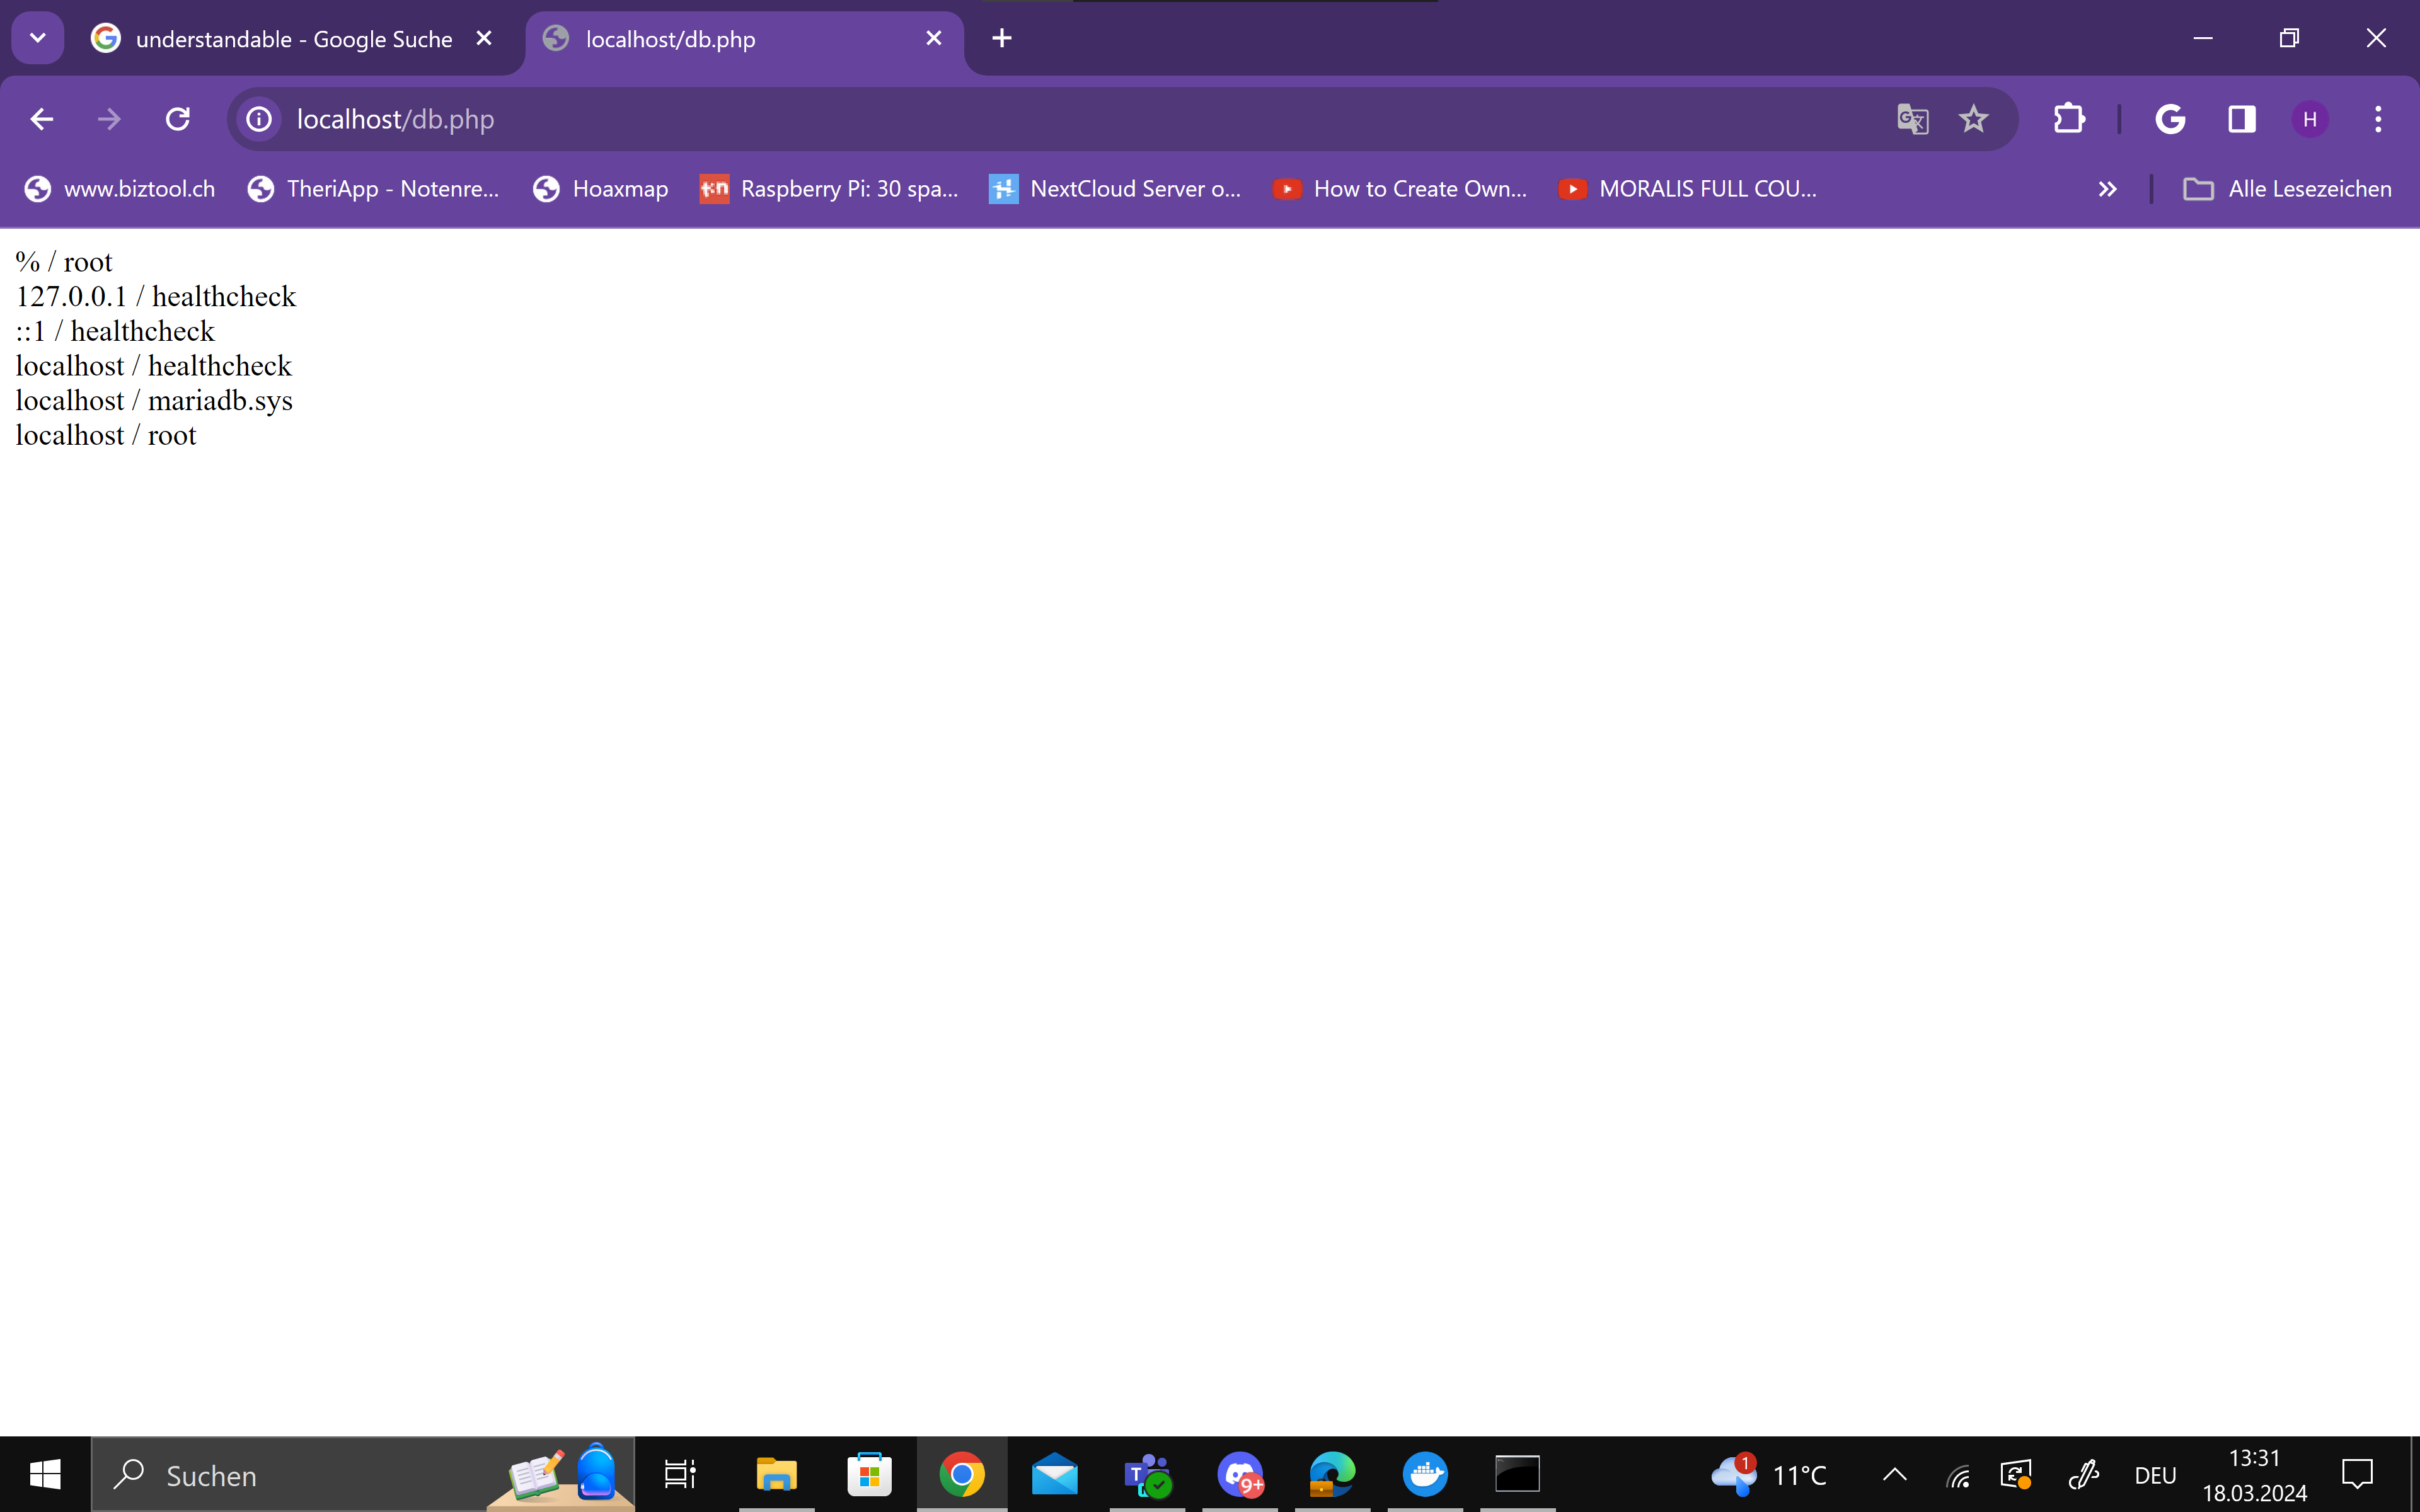 understandable - Google Suche
localhost/db.php
localhost/db.php
H
www.biztool.ch
TheriApp - Notenre...
Hoaxmap
Raspberry Pi: 30 spa...
NextCloud Server o...
How to Create Own...
MORALIS FULL COU...
Alle Lesezeichen
% / root
127.0.0.1 / healthcheck
::1 / healthcheck
localhost / healthcheck
localhost / mariadb.sys
localhost / root
Suchen
9+
1
11°C
DEU
13:31
18.03.2024